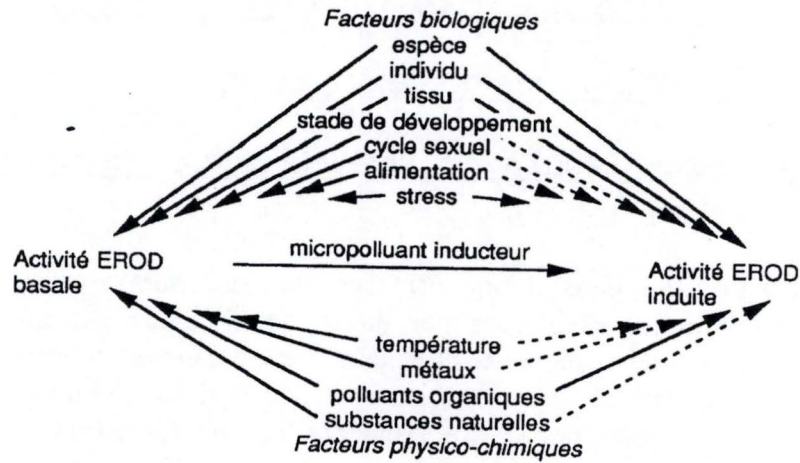 Facteurs biologiques
espèce
individu
tissu
stade de développement
cycle sexuel
alimentation
stress
Activité EROD
basale
micropolluant inducteur
Activité EROD
induite
température
métaux
polluants organiques
substances naturelles
Facteurs physico-chimiques